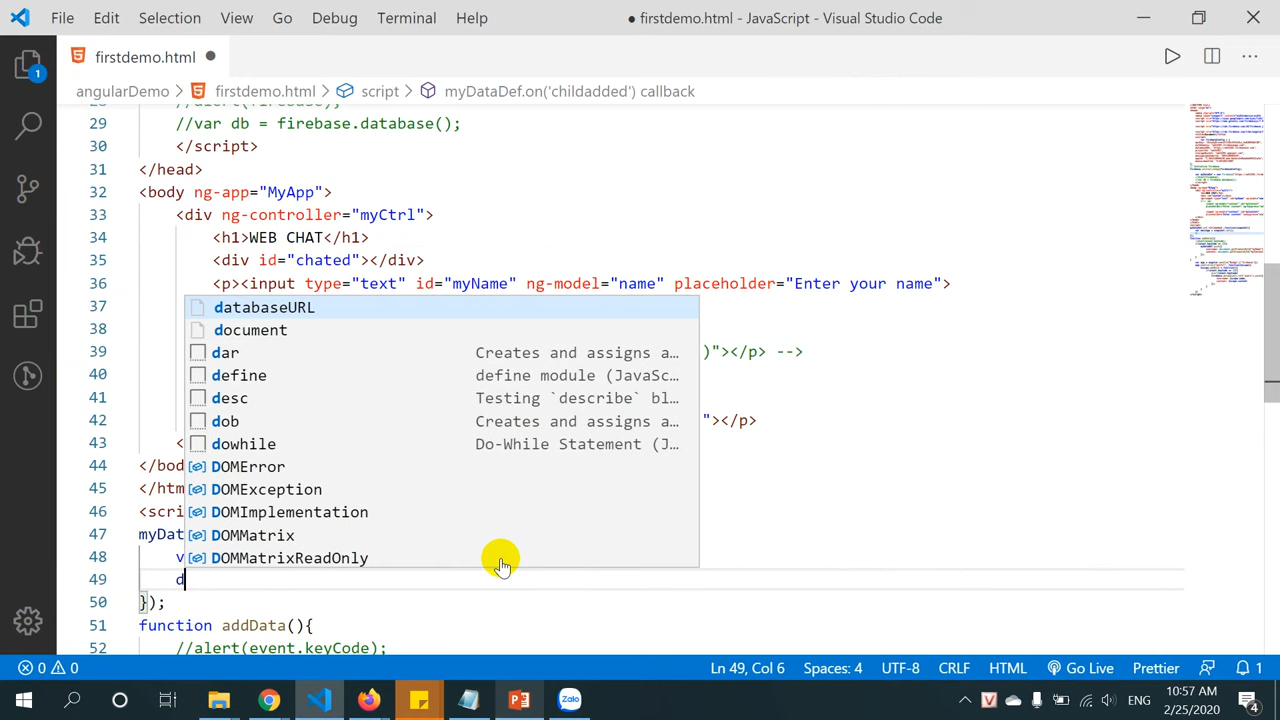 File Edit Selection View Go Debug Terminal Help ● firstdemo.html - JavaScript - Visual Studio Code
firstdemo.html ●
angularDemo > firstdemo.html > script > myDataDef.on('childadded') callback
28 //alert(firebase);
29 //var db = firebase.database();
30 </script>
31 </head>
32 <body ng-app="MyApp">
33 <div ng-controller="myCtrl">
34 <h1>WEB CHAT</h1>
35 <div id="chated"></div>
36 <p><input type="text" id="myName" ng-model="name" placeholder="Enter your name">
37 databaseURL
38 document
39 dar Creates and assigns a… )"></p> -->
40 define define module (JavaSc…
41 desc Testing `describe` bl…
42 dob Creates and assigns a… "></p>
43 < dowhile Do-While Statement (J…
44 </bod DOMError
45 </htm DOMException
46 <scri DOMImplementation
47 myDat DOMMatrix
48 v DOMMatrixReadOnly
49 d
50 });
51 function addData(){
52 //alert(event.keyCode);
1
0 0 Ln 49, Col 6 Spaces: 4 UTF-8 CRLF HTML Go Live Prettier 1
Zalo ENG 10:57 AM
2/25/2020 4